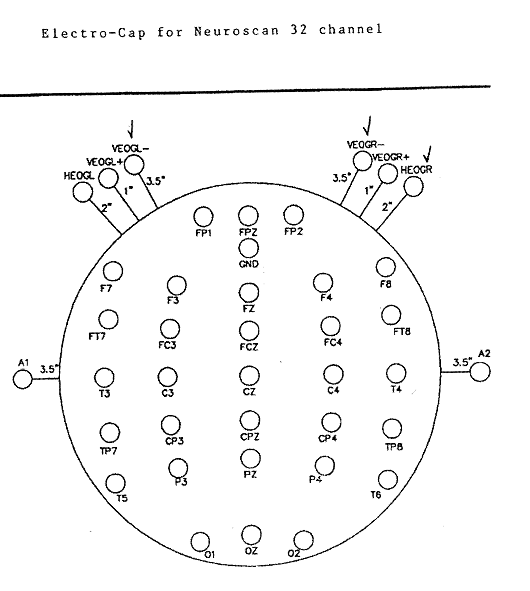 Electro-Cap for Neuroscan 32 channel
VEOGL- VEOGR-
VEOGL+ VEOGR+
HEOGL HEOGR
3.5" 3.5"
1" 1"
2" 2"
FP1 FPZ FP2
GND
F7 F3 FZ F4 F8
FT7 FC3 FCZ FC4 FT8
A1 3.5" 3.5" A2
T3 C3 CZ C4 T4
TP7 CP3 CPZ CP4 TP8
P3 PZ P4
T5 T6
O1 OZ O2